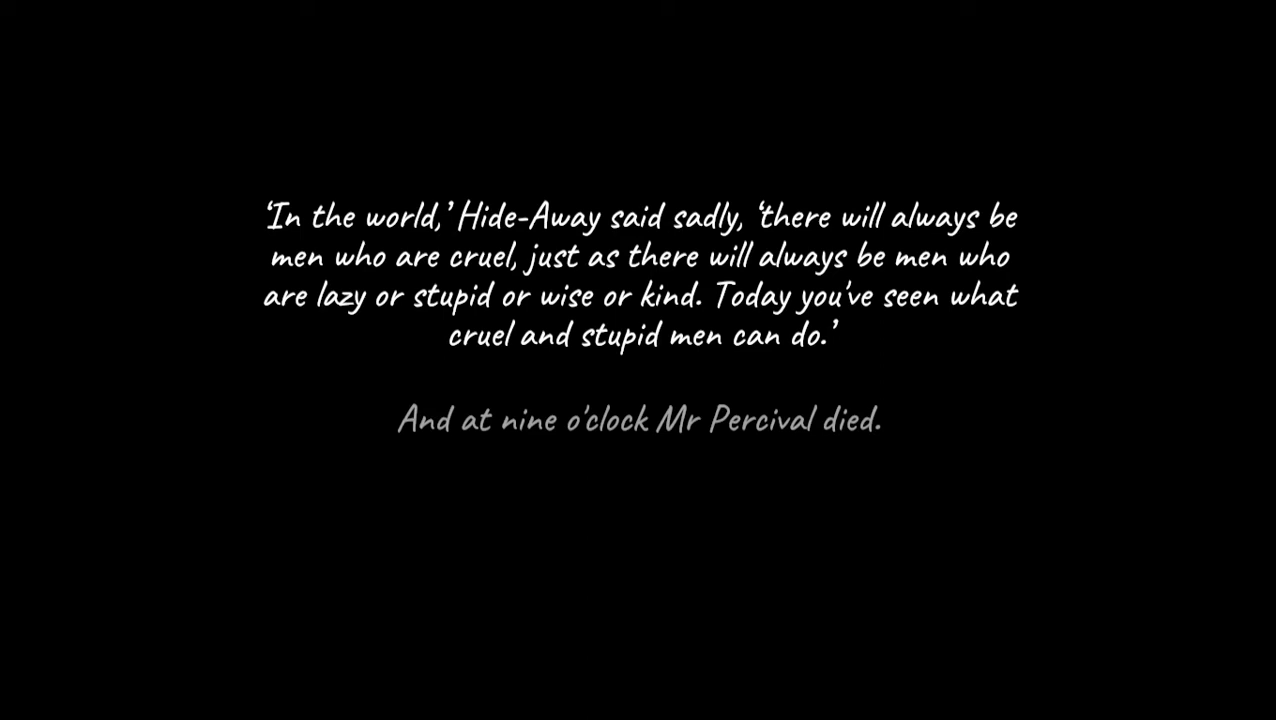 ‘In the world,’ Hide-Away said sadly, ‘there will always be
men who are cruel, just as there will always be men who
are lazy or stupid or wise or kind. Today you've seen what
cruel and stupid men can do.’
And at nine o'clock Mr Percival died.